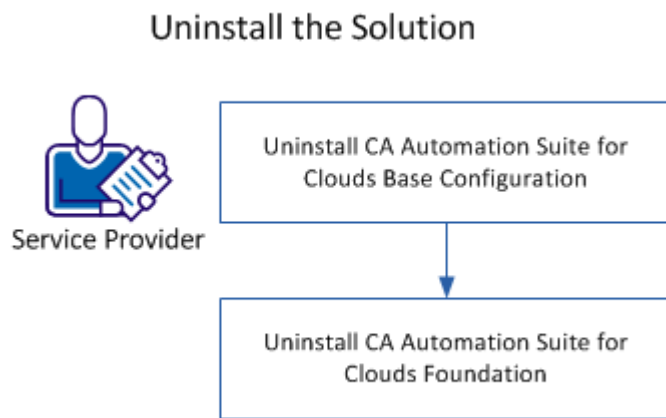 Uninstall the Solution
Uninstall CA Automation Suite for
Clouds Base Configuration
Service Provider
Uninstall CA Automation Suite for
Clouds Foundation